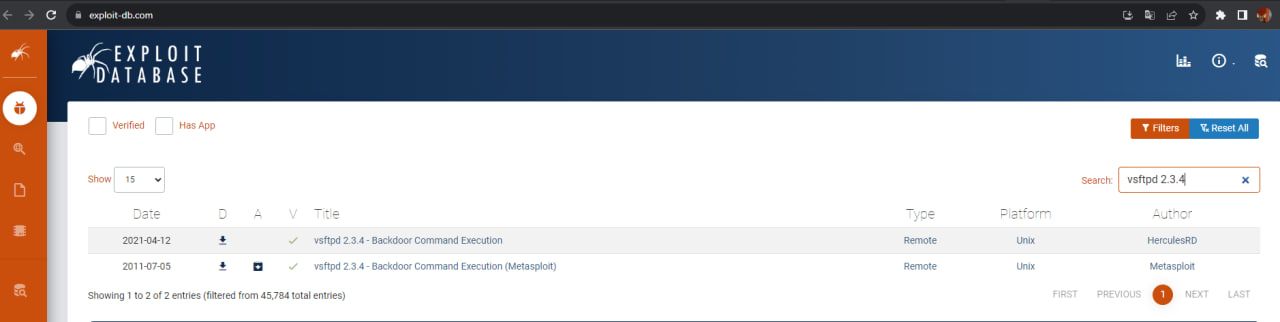 exploit-db.com
EXPLOIT
DATABASE
Verified Has App Filters Reset All
Show 15 Search: vsftpd 2.3.4
Date D A V Title Type Platform Author
2021-04-12 vsftpd 2.3.4 - Backdoor Command Execution Remote Unix HerculesRD
2011-07-05 vsftpd 2.3.4 - Backdoor Command Execution (Metasploit) Remote Unix Metasploit
Showing 1 to 2 of 2 entries (filtered from 45,784 total entries) FIRST PREVIOUS 1 NEXT LAST